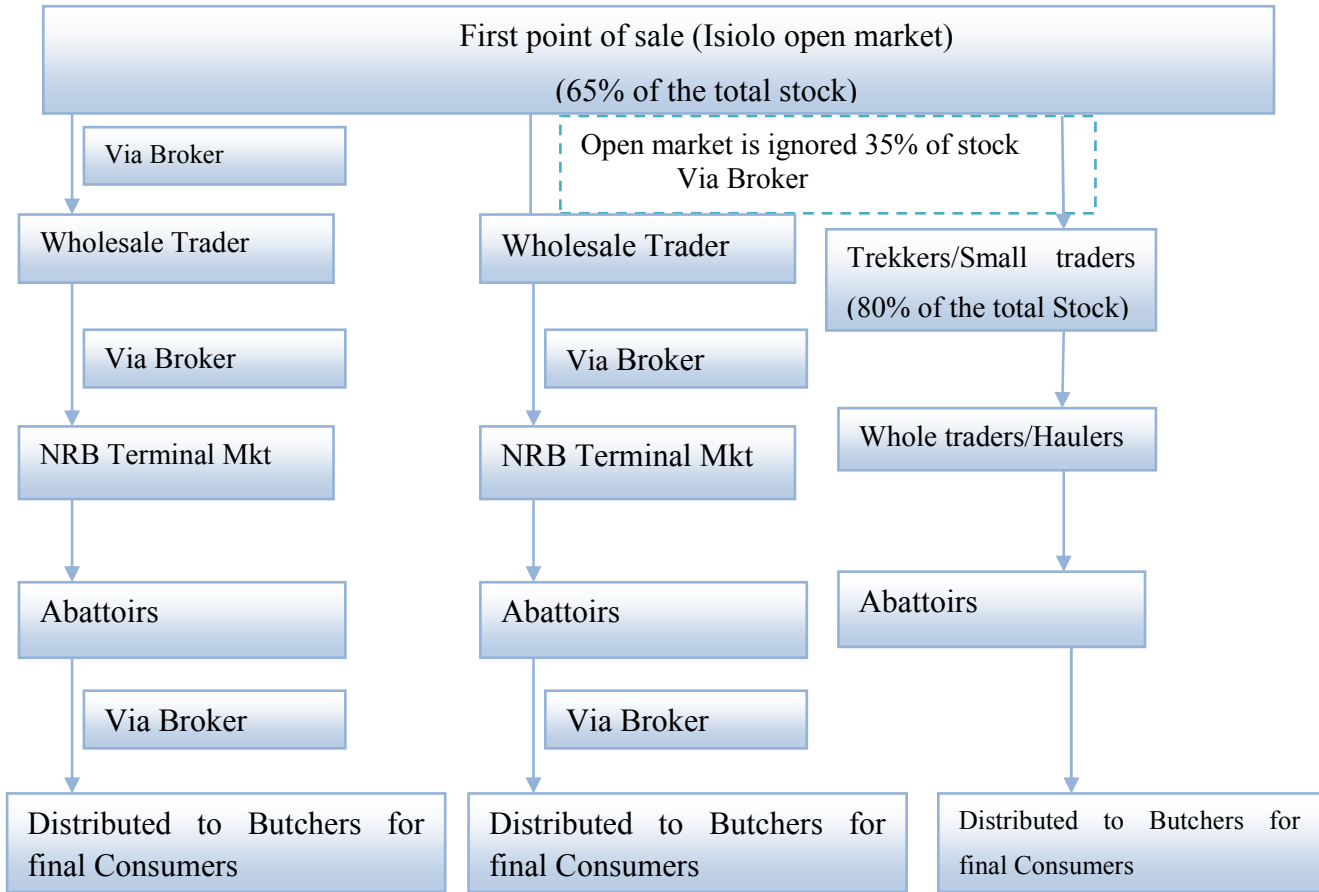 First point of sale (Isiolo open market)
(65% of the total stock)
Via Broker
Open market is ignored 35% of stock
Via Broker
Wholesale Trader
Wholesale Trader
Trekkers/Small traders
(80% of the total Stock)
Via Broker
Via Broker
Whole traders/Haulers
NRB Terminal Mkt
NRB Terminal Mkt
Abattoirs
Abattoirs
Abattoirs
Via Broker
Via Broker
Distributed to Butchers for
final Consumers
Distributed to Butchers for
final Consumers
Distributed to Butchers for
final Consumers